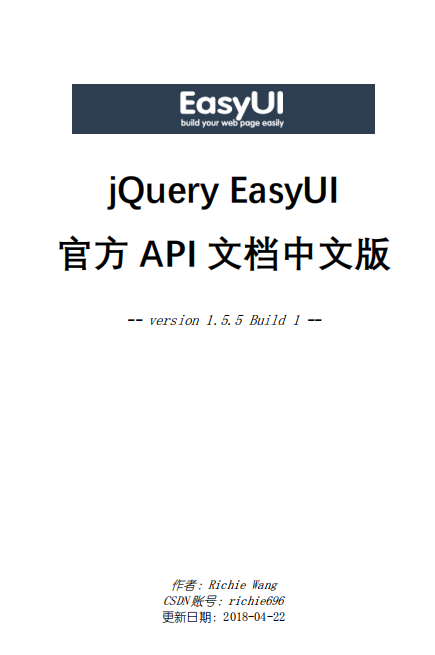 EasyUI
build your web page easily
jQuery EasyUI
官方 API 文档中文版
-- version 1.5.5 Build 1 --
作者: Richie Wang
CSDN账号: richie696
更新日期: 2018-04-22